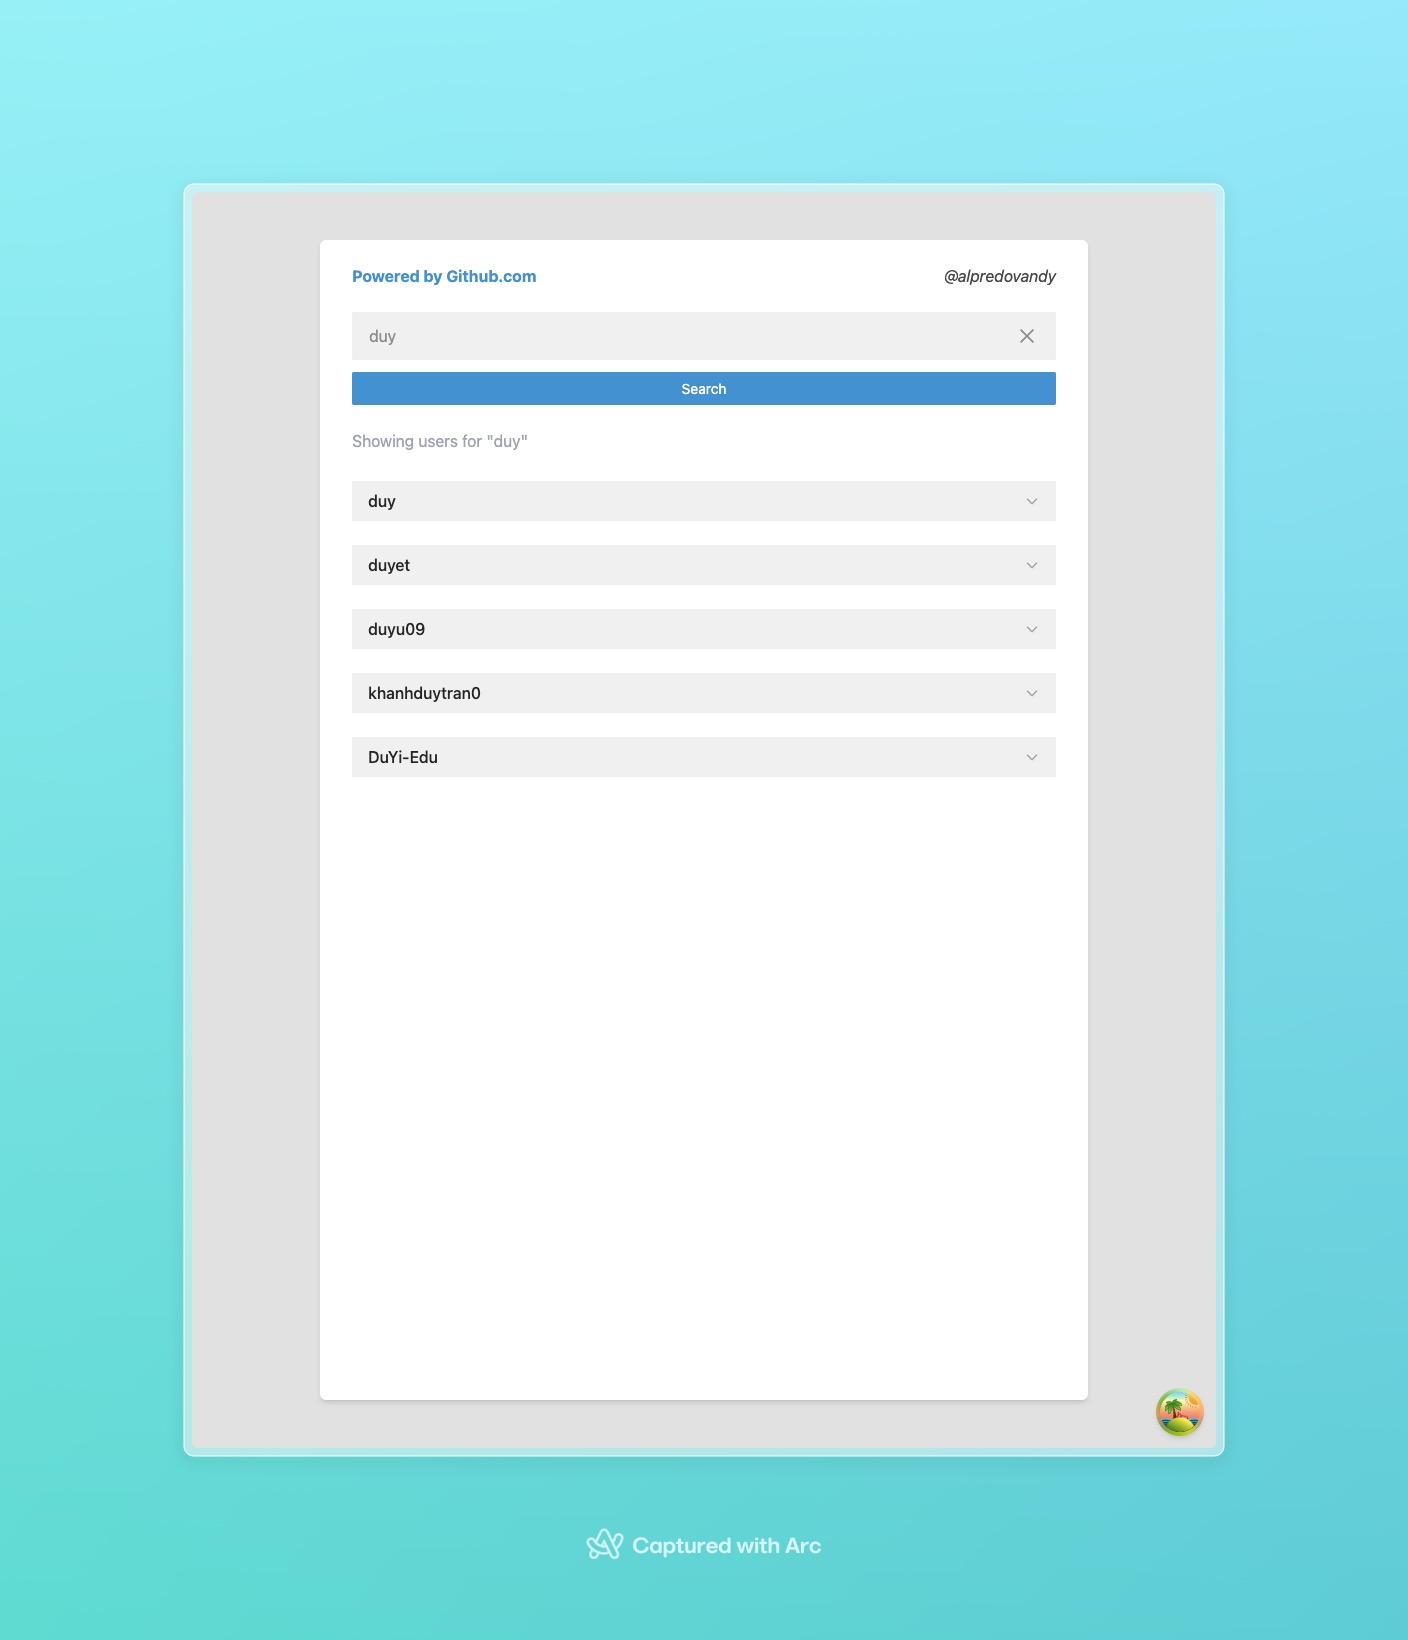 Powered by Github.com
@alpredovandy
duy
Search
Showing users for "duy"
duy
duyet
duyu09
khanhduytran0
DuYi-Edu
Captured with Arc